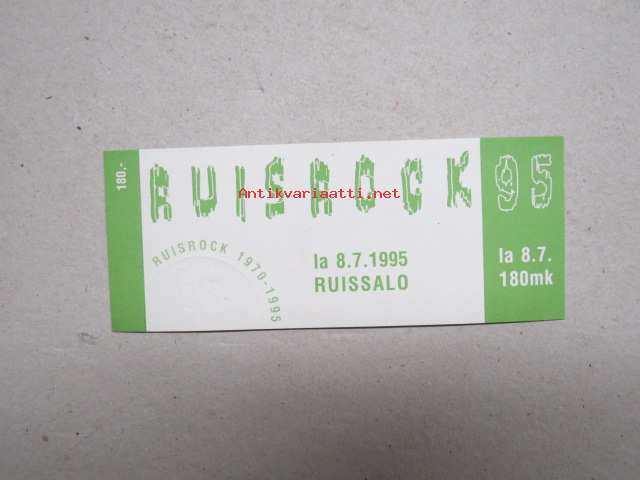 180,-
RUISROCK 95
Antikvariaatti.net
RUISROCK 1970-1995
la 8.7.1995
RUISSALO
la 8.7.
180mk